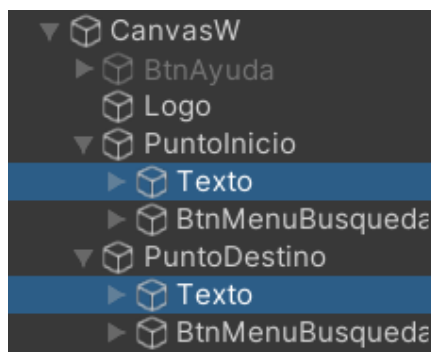 CanvasW
BtnAyuda
Logo
PuntoInicio
Texto
BtnMenuBusqueda
PuntoDestino
Texto
BtnMenuBusqueda